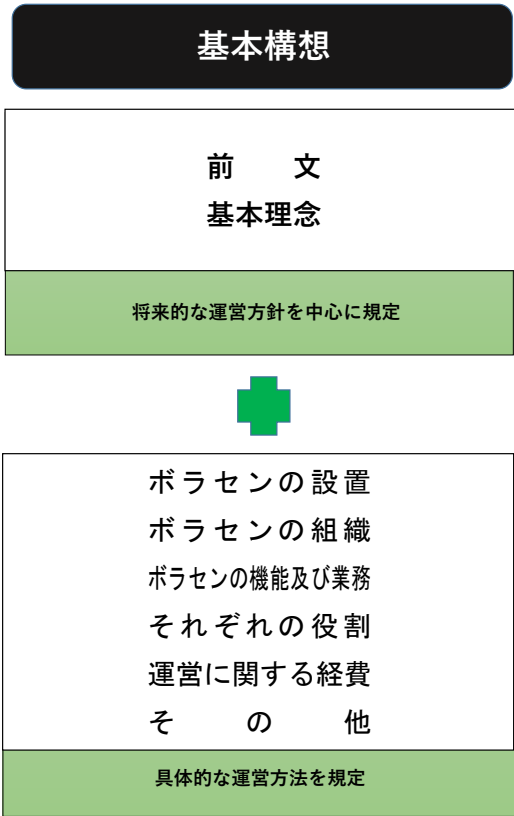 基本構想
前　　文
基本理念
将来的な運営方針を中心に規定
ボラセンの設置
ボラセンの組織
ボラセンの機能及び業務
それぞれの役割
運営に関する経費
そ　の　他
具体的な運営方法を規定